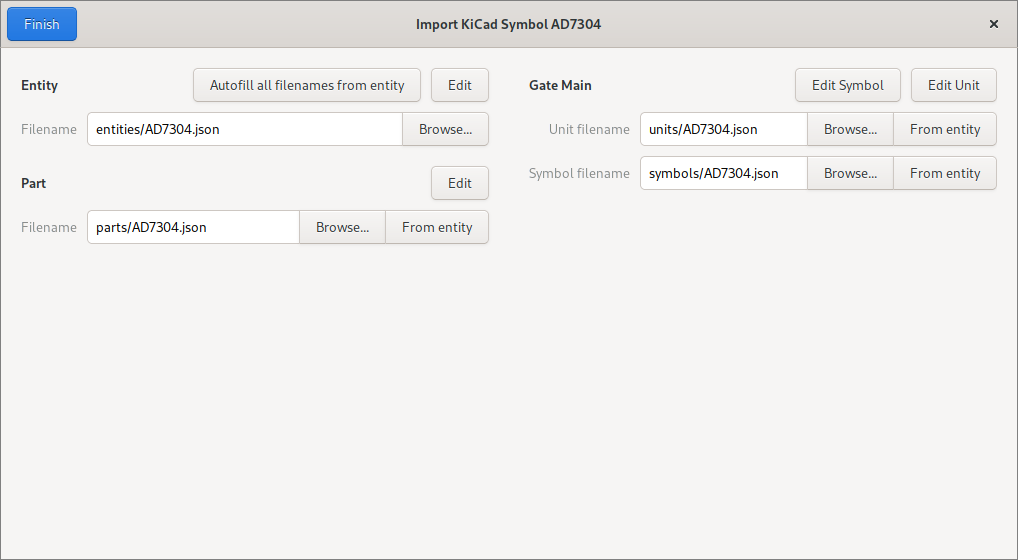 Finish
Import KiCad Symbol AD7304
Entity
Autofill all filenames from entity
Edit
Filename
entities/AD7304.json
Browse...
Part
Edit
Filename
parts/AD7304.json
Browse...
From entity
Gate Main
Edit Symbol
Edit Unit
Unit filename
units/AD7304.json
Browse...
From entity
Symbol filename
symbols/AD7304.json
Browse...
From entity